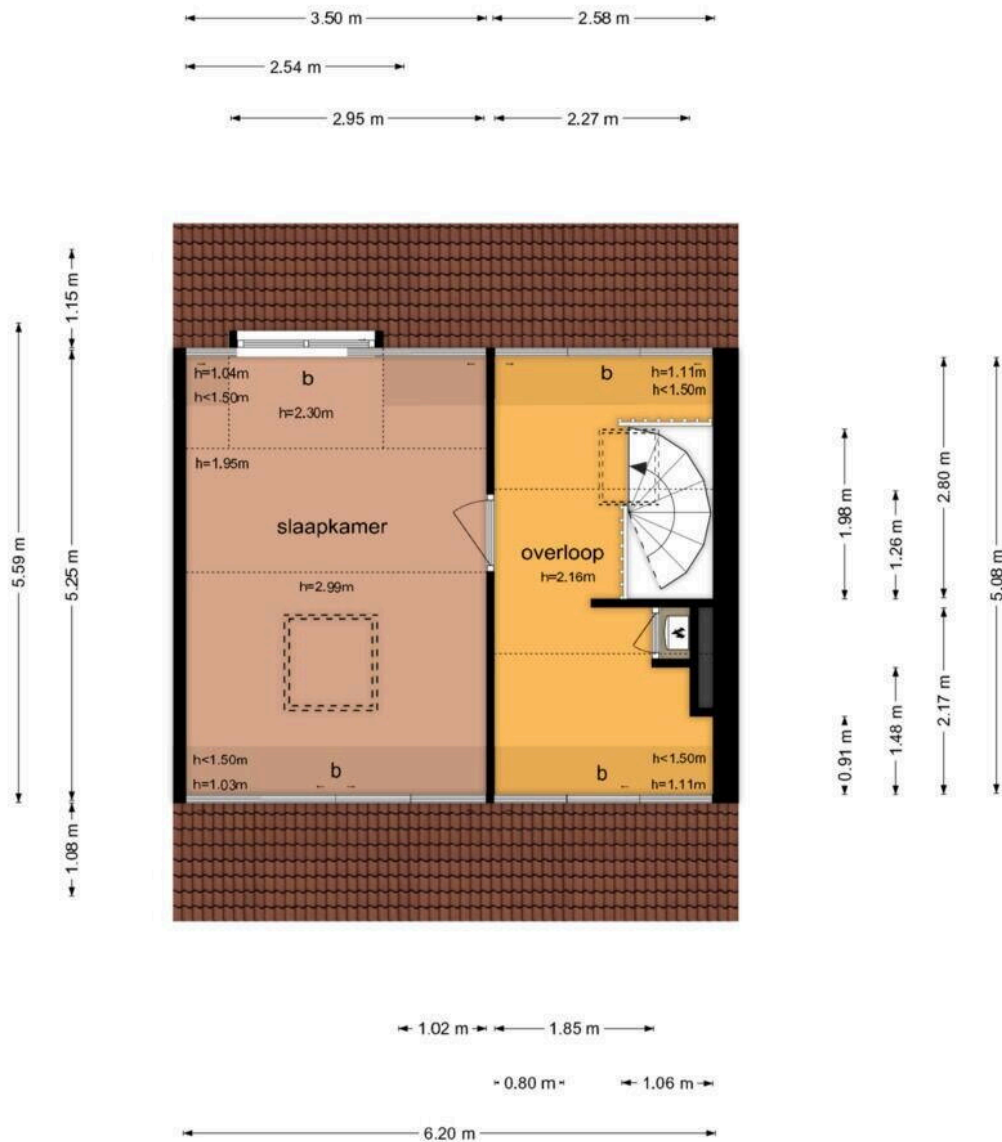 3.50 m
2.58 m
2.54 m
2.95 m
2.27 m
1.15 m
5.59 m
5.25 m
1.08 m
h=1.04m
h<1.50m
b
h=2.30m
h=1.95m
slaapkamer
h=2.99m
h<1.50m
h=1.03m
b
b
h=1.11m
h<1.50m
overloop
h=2.16m
h<1.50m
h=1.11m
b
1.98 m
1.26 m
2.80 m
5.08 m
0.91 m
1.48 m
2.17 m
1.02 m
1.85 m
0.80 m
1.06 m
6.20 m